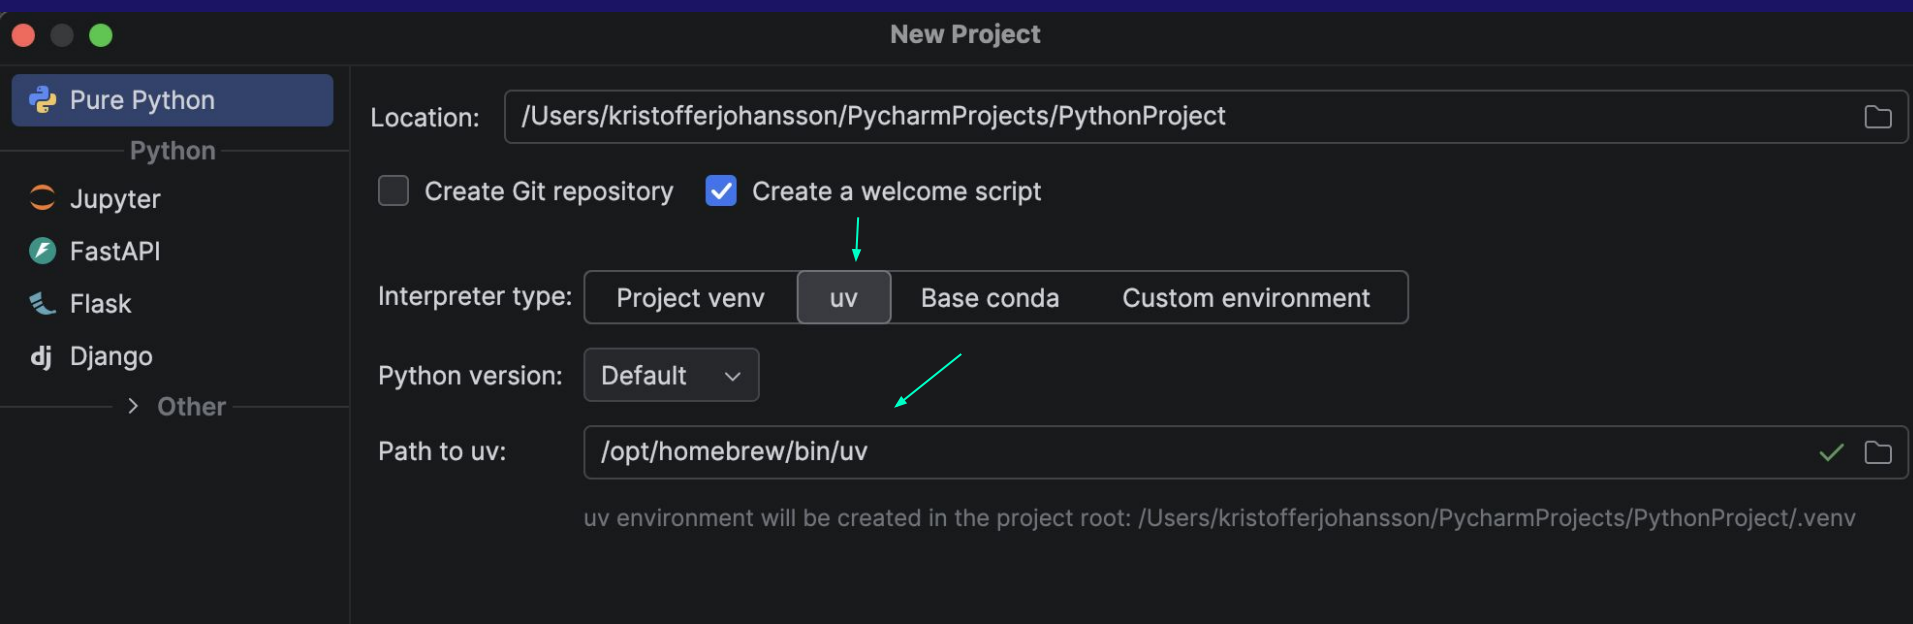 New Project
Pure Python
Python
Jupyter
FastAPI
Flask
dj Django
Other
Location: /Users/kristofferjohansson/PycharmProjects/PythonProject
Create Git repository Create a welcome script
Interpreter type: Project venv uv Base conda Custom environment
Python version: Default
Path to uv: /opt/homebrew/bin/uv
uv environment will be created in the project root: /Users/kristofferjohansson/PycharmProjects/PythonProject/.venv